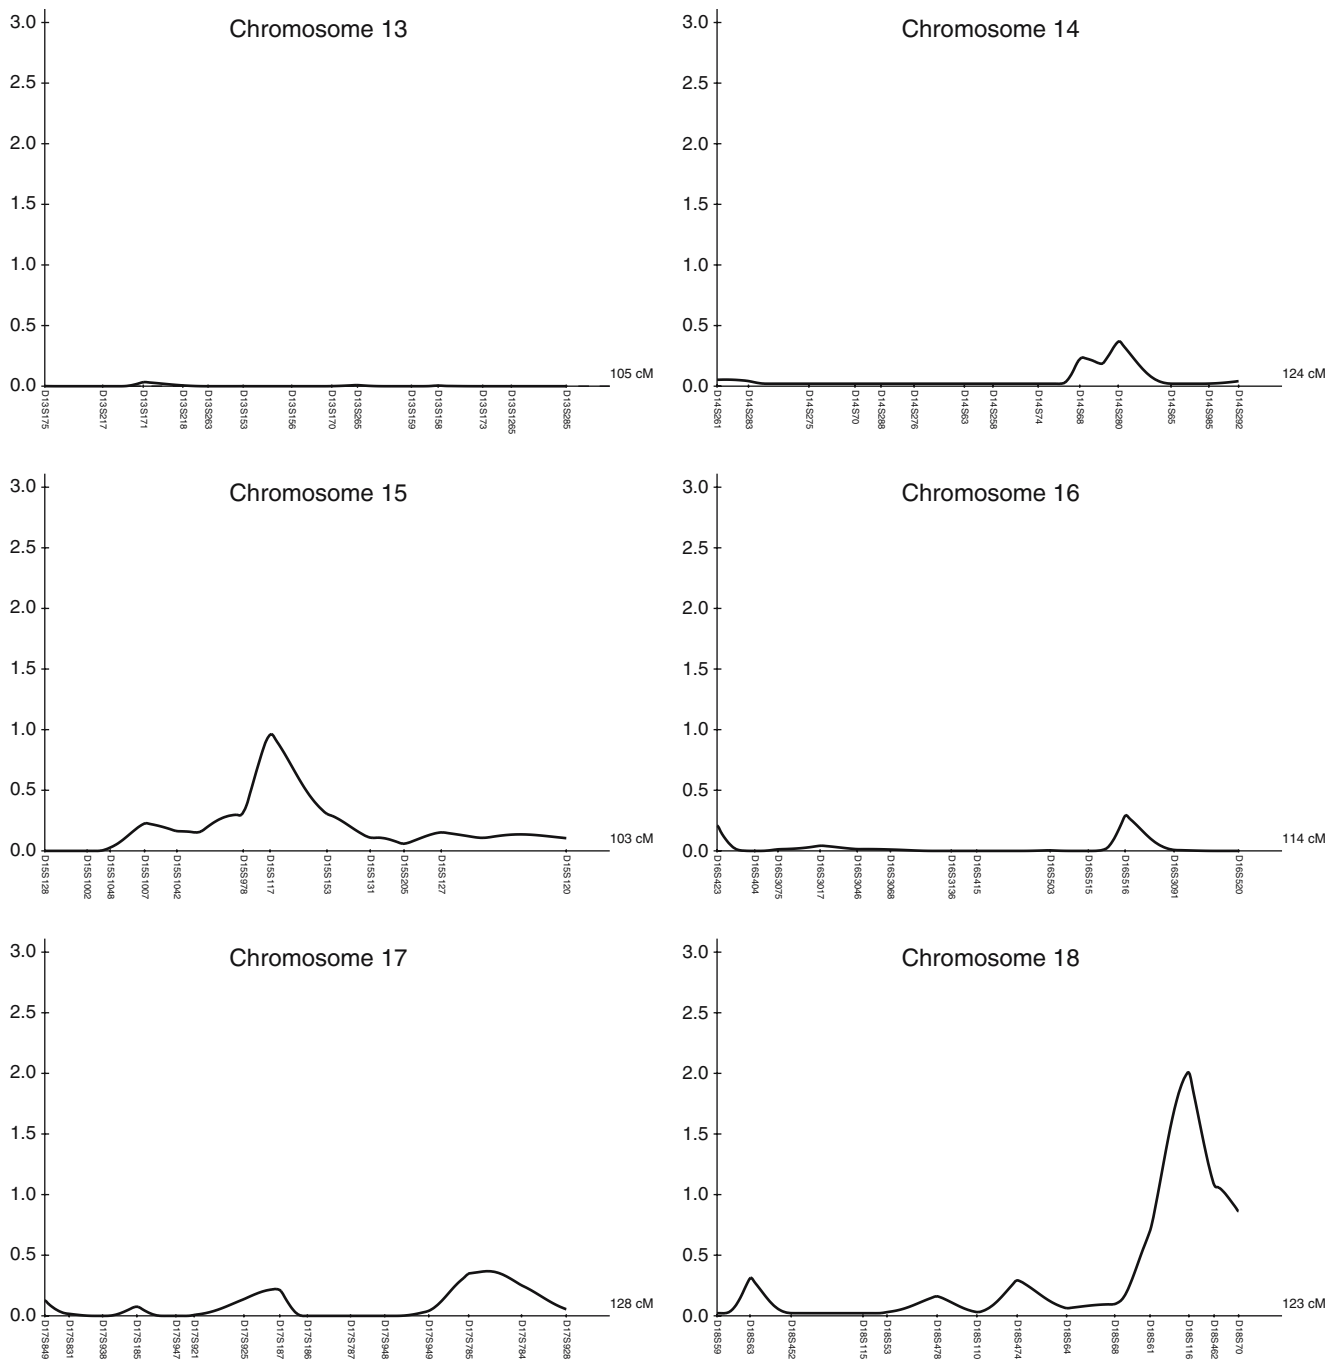 Chromosome 13
3.0
2.5
2.0
1.5
1.0
0.5
0.0
105 cM
D13S175
D13S217
D13S171
D13S218
D13S263
D13S153
D13S156
D13S170
D13S265
D13S159
D13S158
D13S173
D13S1265
D13S285
Chromosome 14
3.0
2.5
2.0
1.5
1.0
0.5
0.0
124 cM
D14S261
D14S283
D14S275
D14S70
D14S288
D14S276
D14S63
D14S258
D14S74
D14S68
D14S280
D14S65
D14S985
D14S292
Chromosome 15
3.0
2.5
2.0
1.5
1.0
0.5
0.0
103 cM
D15S128
D15S1002
D15S1048
D15S1007
D15S1042
D15S978
D15S117
D15S153
D15S131
D15S205
D15S127
D15S120
Chromosome 16
3.0
2.5
2.0
1.5
1.0
0.5
0.0
114 cM
D16S423
D16S404
D16S3075
D16S3017
D16S3046
D16S3068
D16S3136
D16S415
D16S503
D16S515
D16S516
D16S3091
D16S520
Chromosome 17
3.0
2.5
2.0
1.5
1.0
0.5
0.0
128 cM
D17S849
D17S831
D17S938
D17S185
D17S947
D17S921
D17S925
D17S187
D17S186
D17S787
D17S948
D17S949
D17S785
D17S784
D17S928
Chromosome 18
3.0
2.5
2.0
1.5
1.0
0.5
0.0
123 cM
D18S59
D18S63
D18S452
D18S115
D18S53
D18S478
D18S110
D18S474
D18S64
D18S68
D18S61
D18S116
D18S462
D18S70